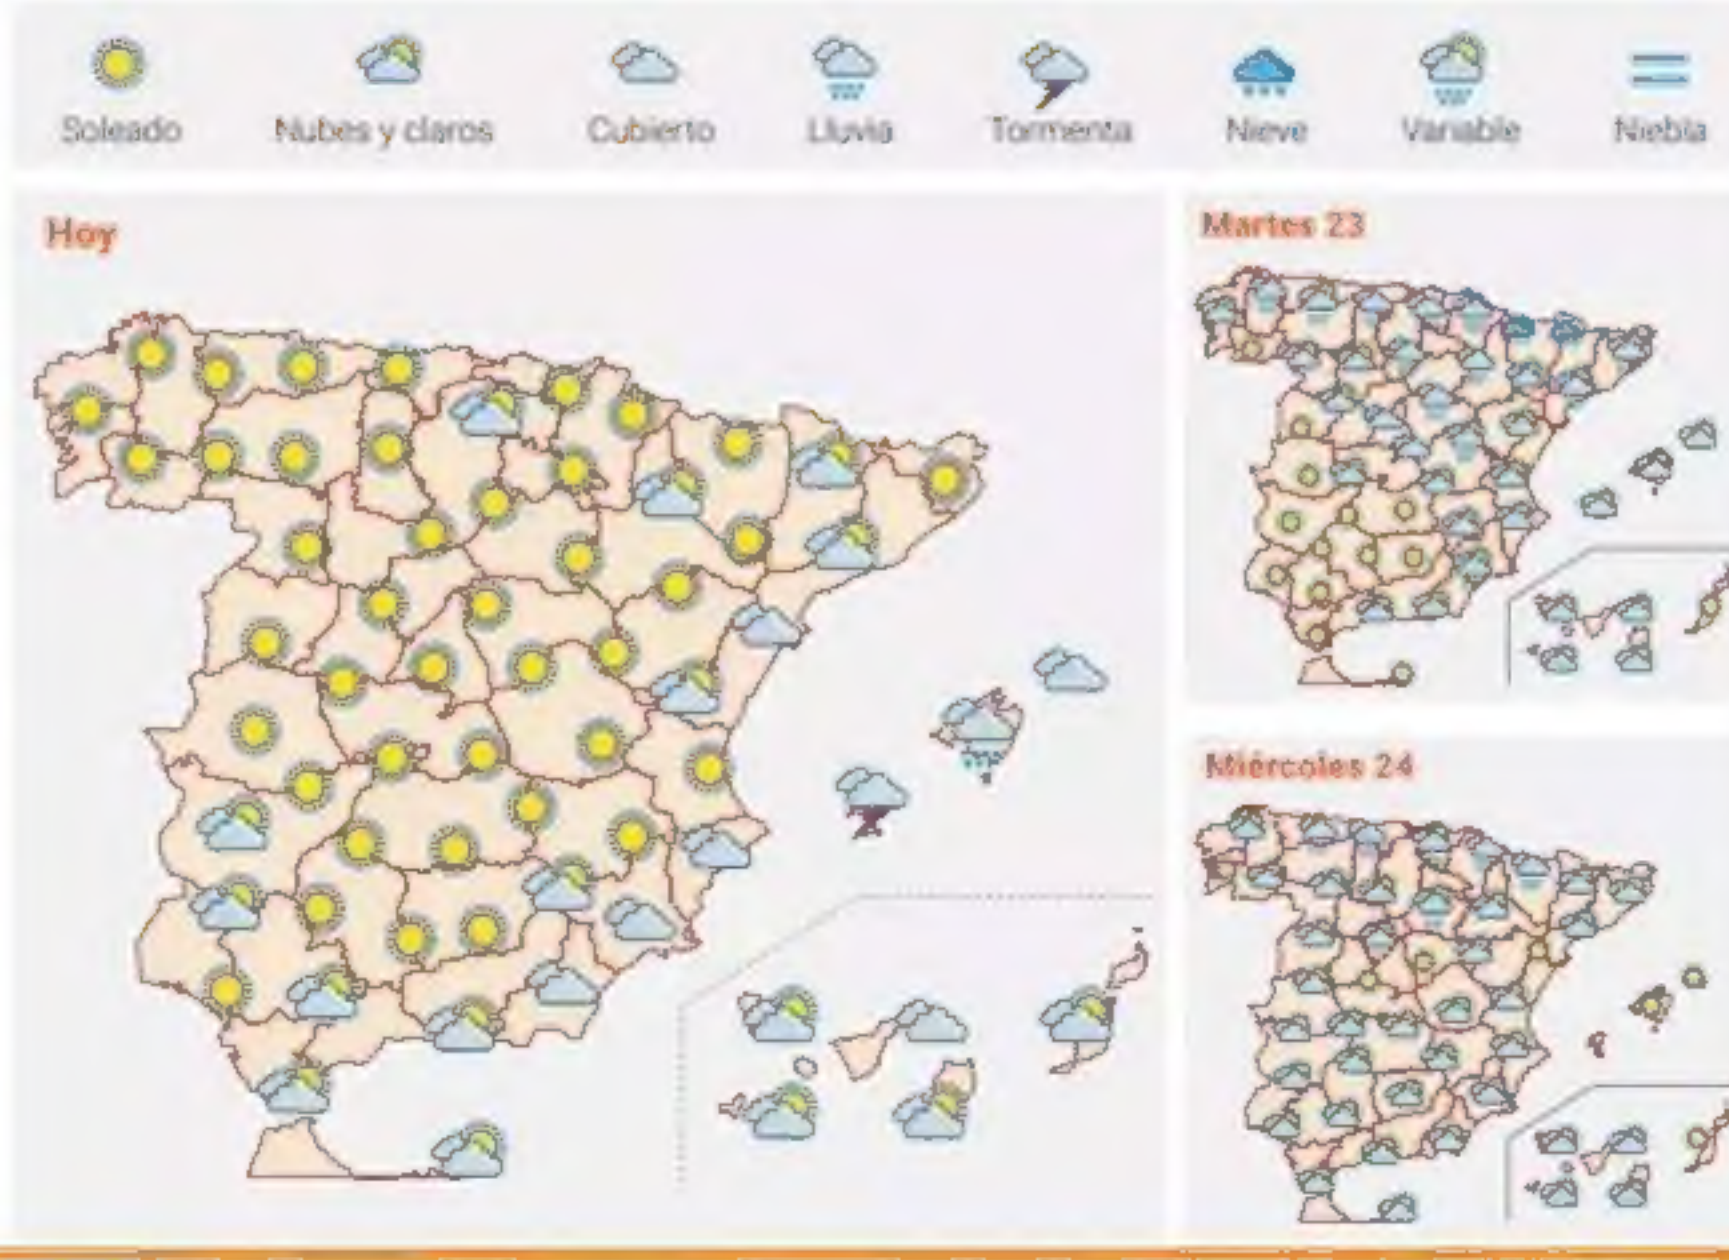 Soleado Nubes y claros Cubierto Lluvia Tormenta Nieve Variable Niebla
Hoy
Martes 23
Miércoles 24